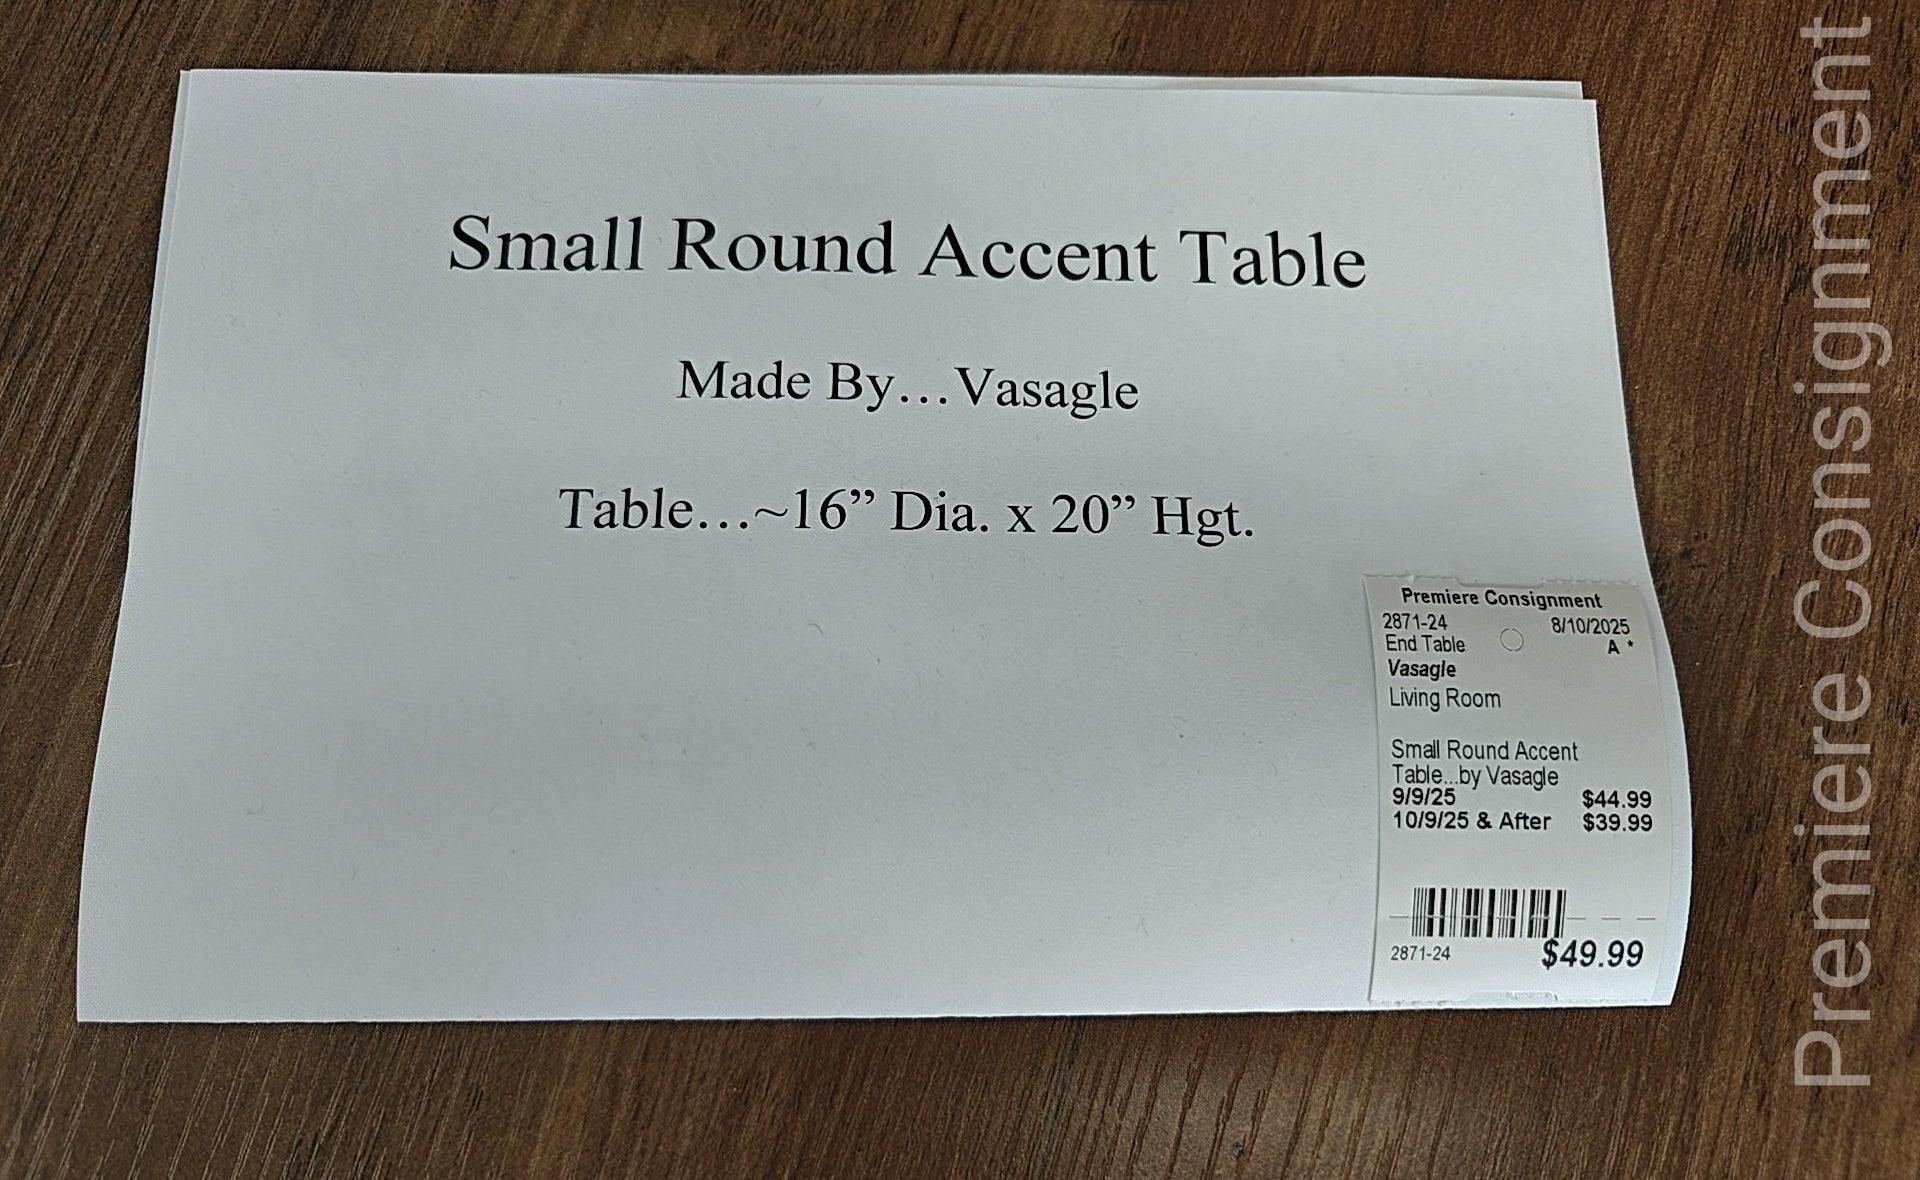 Small Round Accent Table
Made By...Vasagle
Table...~16” Dia. x 20” Hgt.
Premiere Consignment
2871-24 8/10/2025
End Table A *
Vasagle
Living Room
Small Round Accent
Table...by Vasagle
9/9/25 $44.99
10/9/25 & After $39.99
2871-24 $49.99
Premiere Consignment